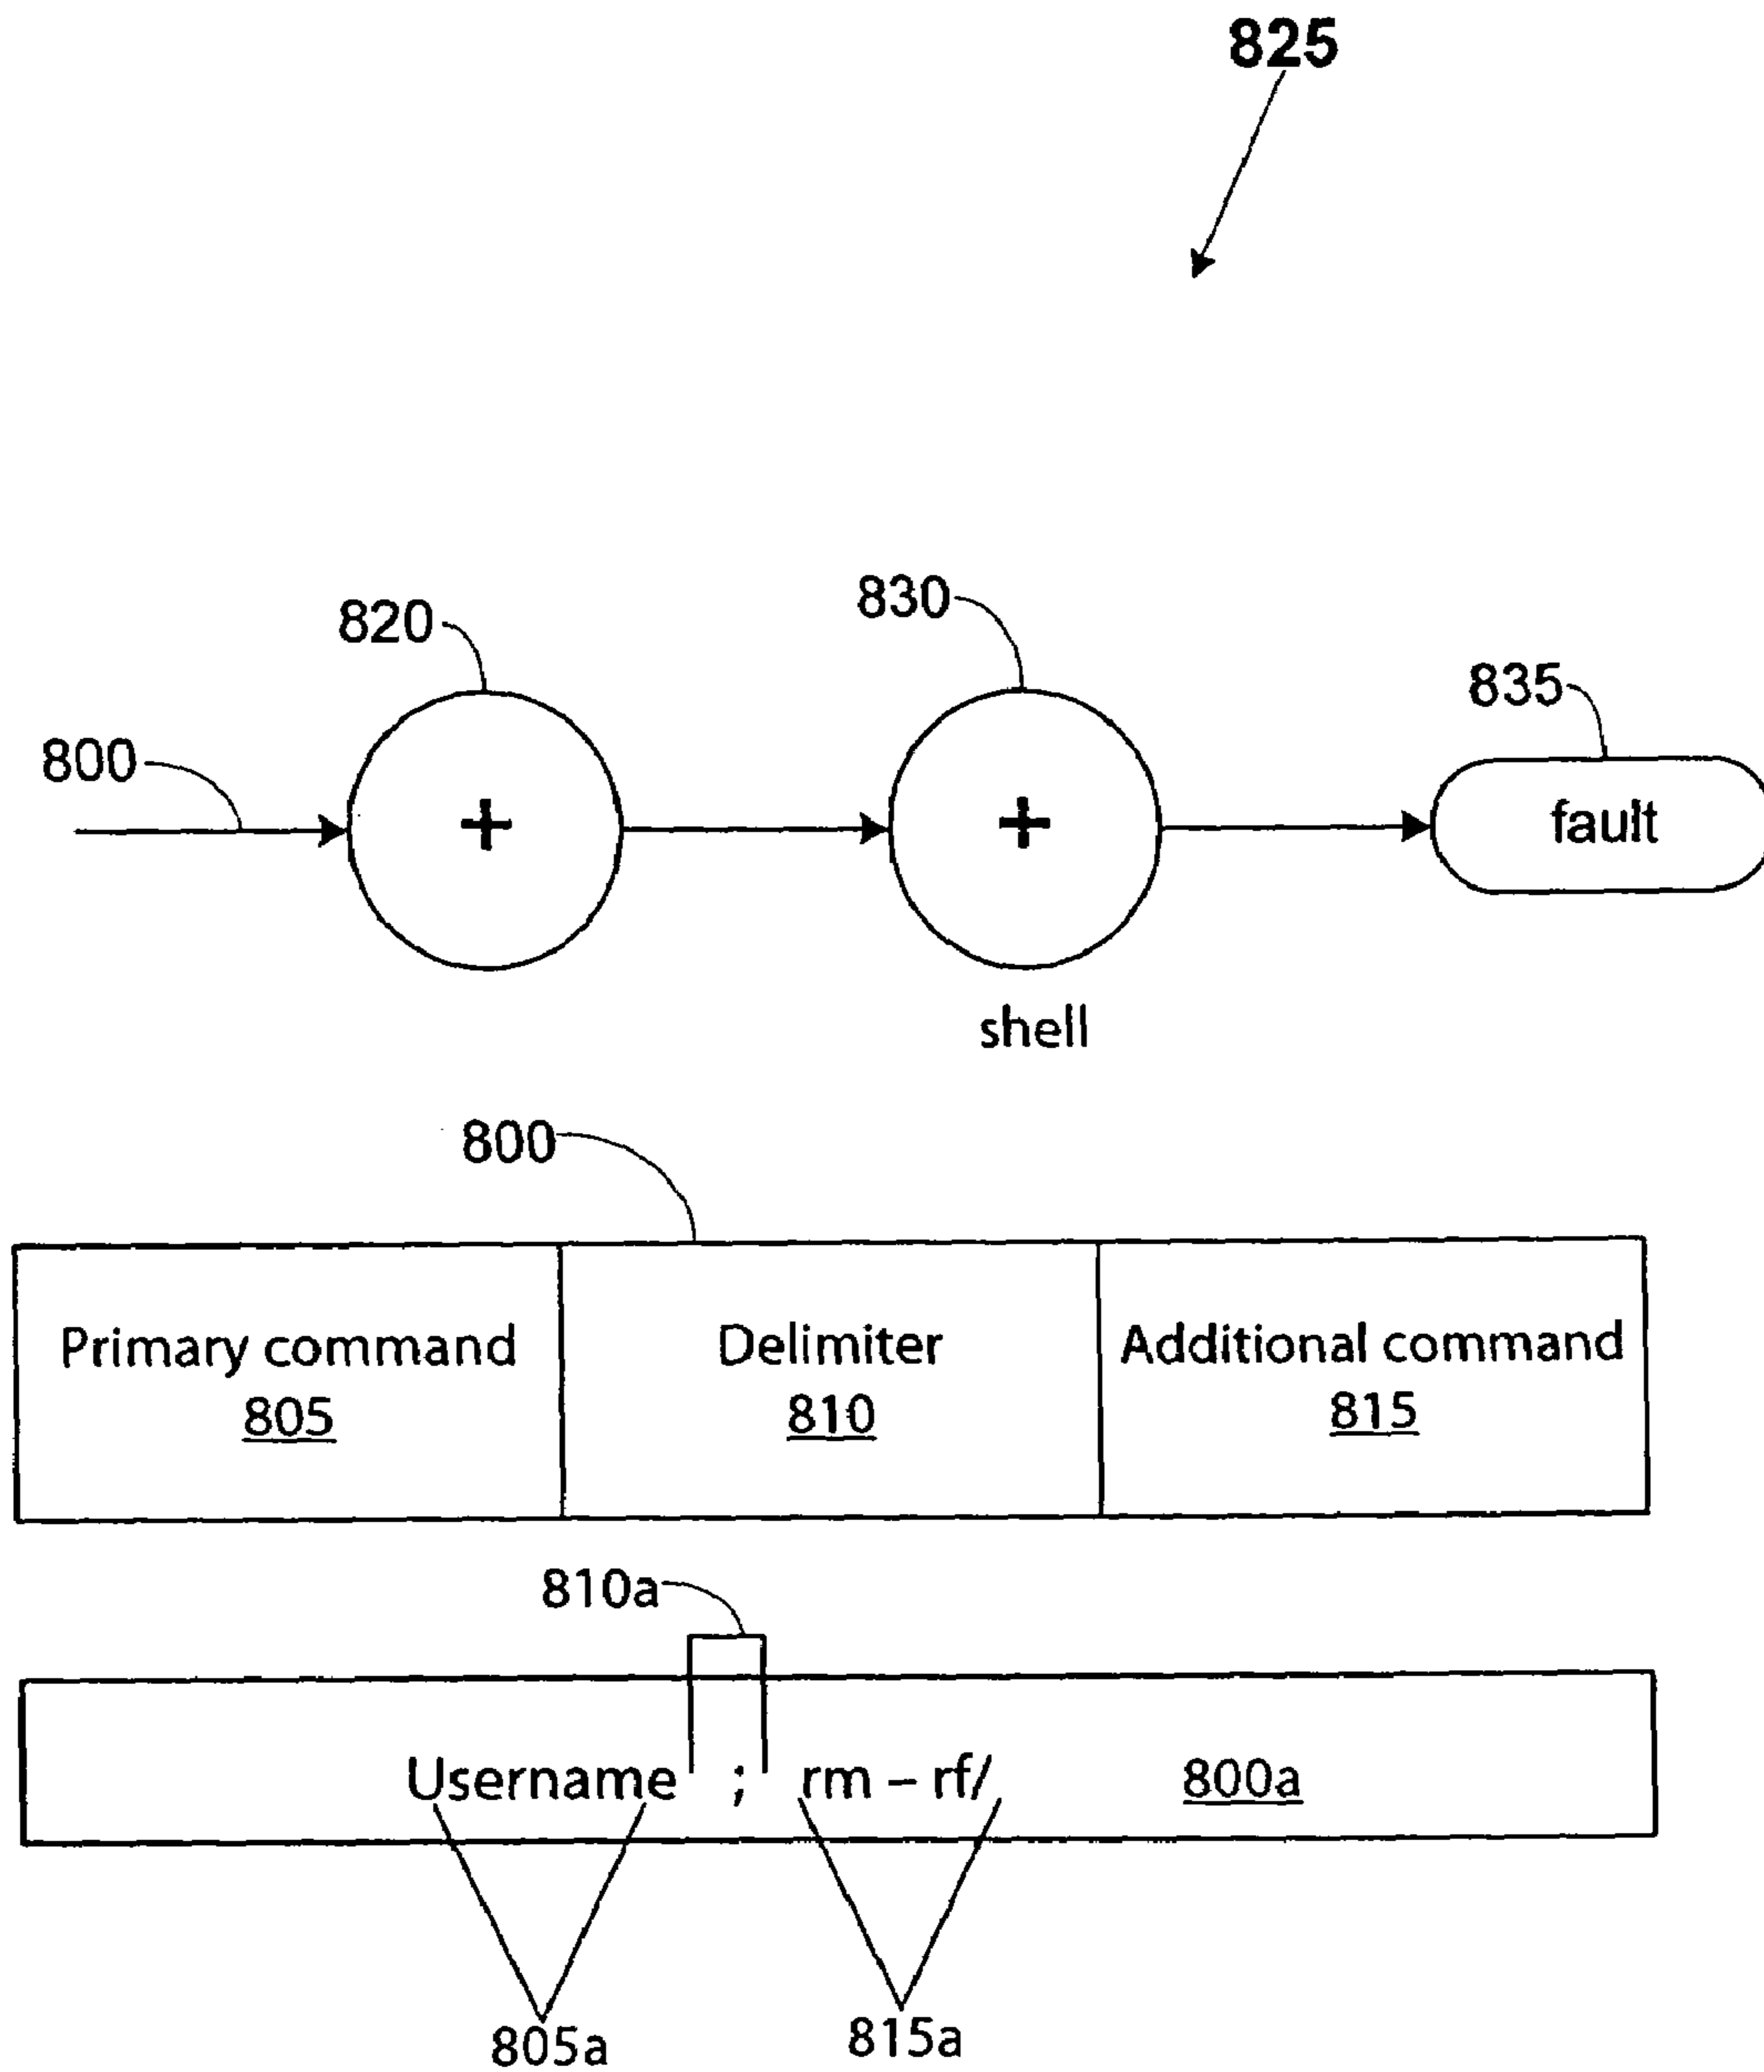 825
820
830
835
800
+
+
fault
shell
800
Primary command
805
Delimiter
810
Additional command
815
810a
Username ; rm – rf/ 800a
805a
815a